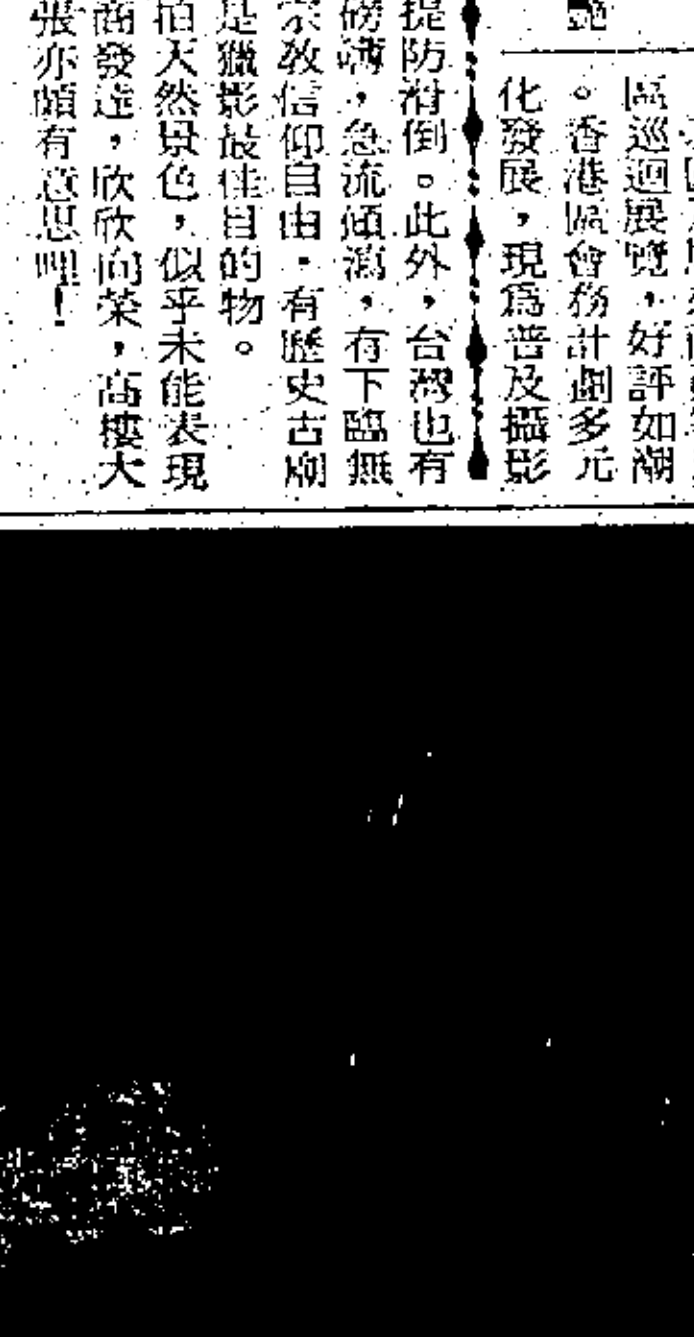 區巡迴展覽，好評如潮
。香港區會務計劃多元
化發展，現爲普及攝影
提防滑倒。此外，台灣也有
磅礡，急流傾瀉，有下臨無
宗教信仰自由，有歷史古廟
是獵影最佳目的物。
拍天然景色，似乎未能表現
商發達，欣欣向榮，高樓大
張亦頗有意思哩！